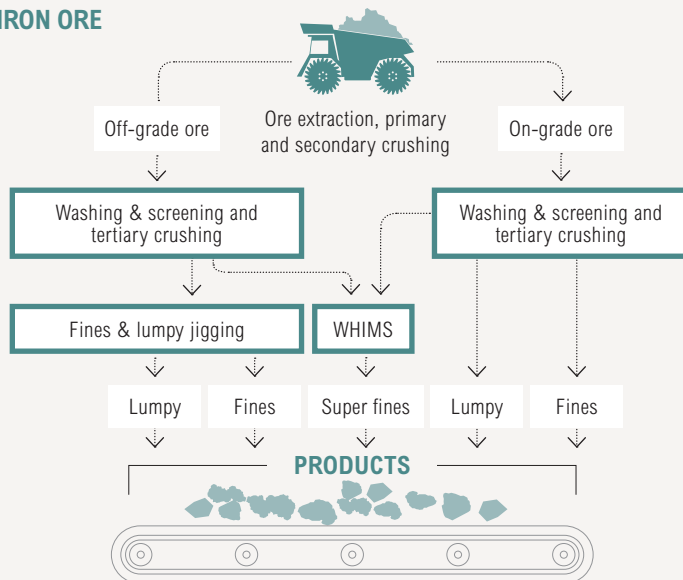 IRON ORE
Ore extraction, primary
and secondary crushing
Off-grade ore
On-grade ore
Washing & screening and
tertiary crushing
Washing & screening and
tertiary crushing
Fines & lumpy jigging
WHIMS
Lumpy
Fines
Super fines
Lumpy
Fines
PRODUCTS